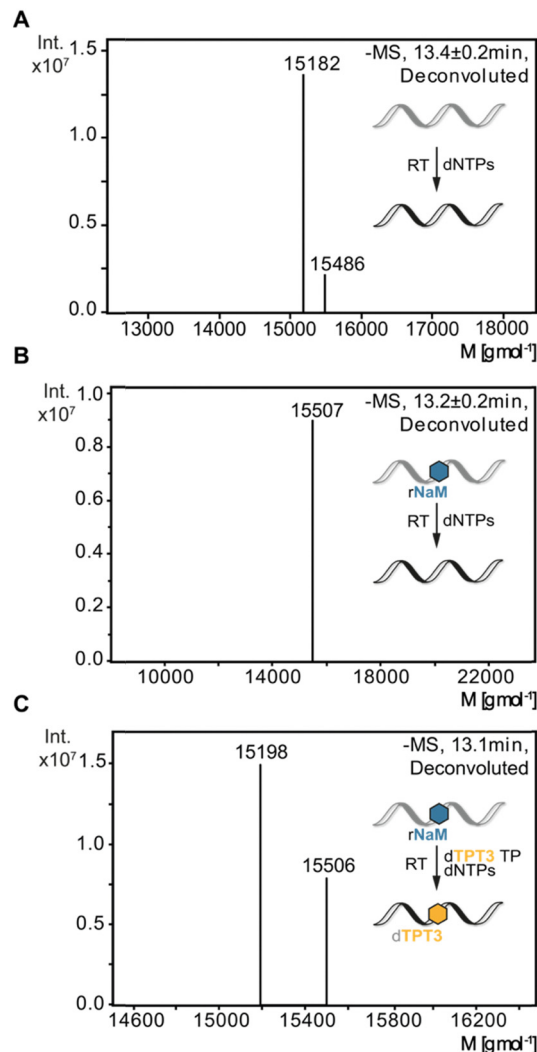 A
Int.
x10⁷
1.5
1.0
0.5
0.0
15182
15486
-MS, 13.4±0.2min,
Deconvoluted
RT dNTPs
13000 14000 15000 16000 17000 18000
M [gmol⁻¹]
B
Int.
x10⁷
1.0
0.8
0.6
0.4
0.2
0.0
15507
-MS, 13.2±0.2min,
Deconvoluted
rNaM
RT dNTPs
10000 14000 18000 22000
M [gmol⁻¹]
C
Int.
x10⁷
1.5
1.0
0.5
0.0
15198
15506
-MS, 13.1min,
Deconvoluted
rNaM
RT dTPT3 TP
dNTPs
dTPT3
14600 15000 15400 15800 16200
M [gmol⁻¹]